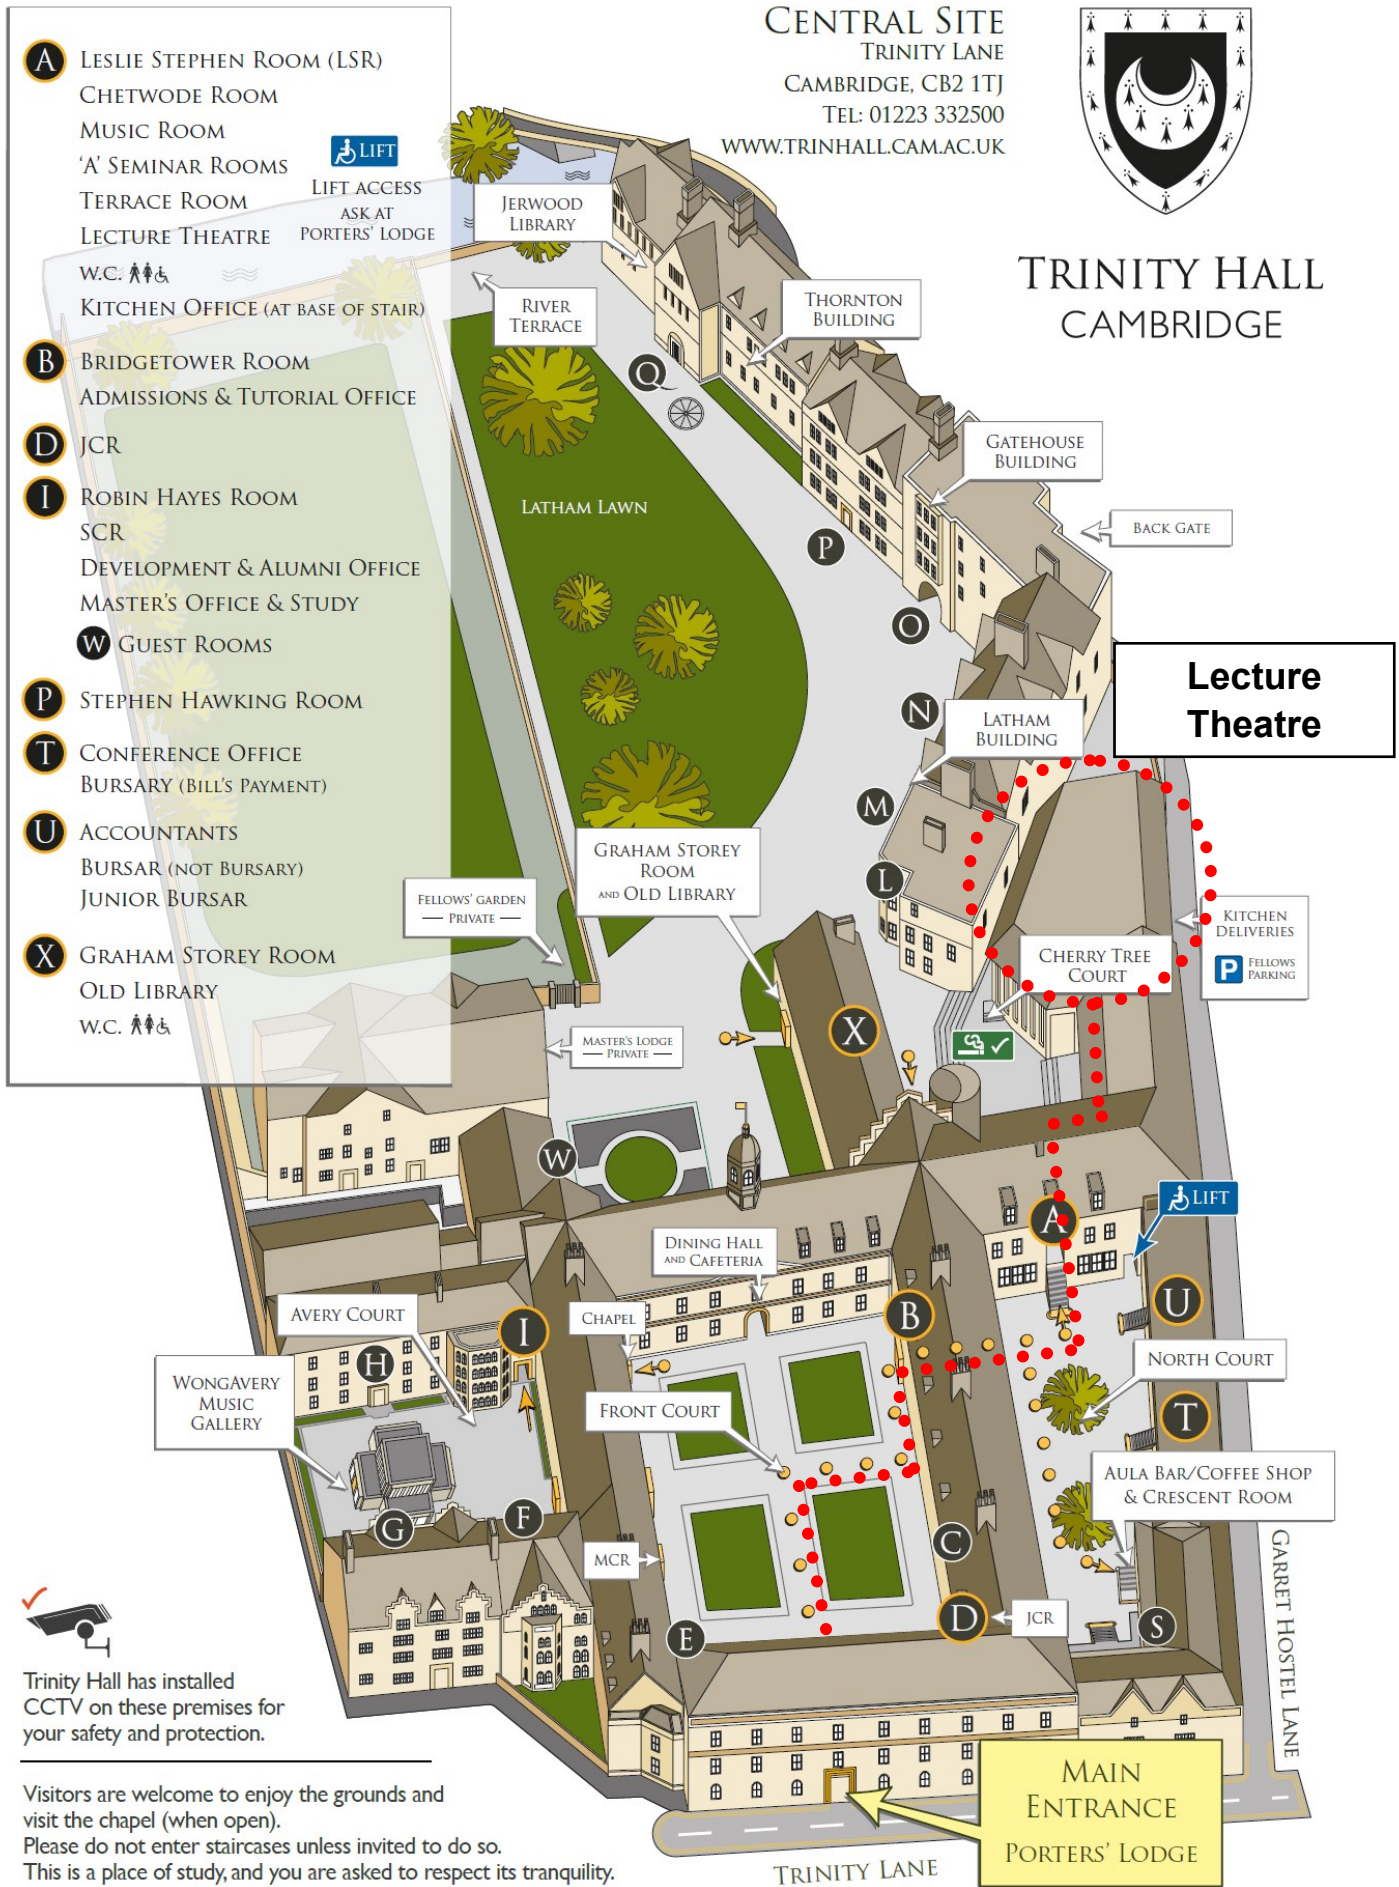 CENTRAL SITE
TRINITY LANE
CAMBRIDGE, CB2 1TJ
TEL: 01223 332500
WWW.TRINHALL.CAM.AC.UK
TRINITY HALL
CAMBRIDGE
A LESLIE STEPHEN ROOM (LSR)
CHETWODE ROOM
MUSIC ROOM
‘A’ SEMINAR ROOMS
TERRACE ROOM
LECTURE THEATRE
W.C.
KITCHEN OFFICE (AT BASE OF STAIR)
LIFT
LIFT ACCESS
ASK AT
PORTERS’ LODGE
B BRIDGETOWER ROOM
ADMISSIONS & TUTORIAL OFFICE
D JCR
I ROBIN HAYES ROOM
SCR
DEVELOPMENT & ALUMNI OFFICE
MASTER’S OFFICE & STUDY
W GUEST ROOMS
P STEPHEN HAWKING ROOM
T CONFERENCE OFFICE
BURSARY (BILL’S PAYMENT)
U ACCOUNTANTS
BURSAR (NOT BURSARY)
JUNIOR BURSAR
X GRAHAM STOREY ROOM
OLD LIBRARY
W.C.
JERWOOD
LIBRARY
RIVER
TERRACE
THORNTON
BUILDING
Q
GATEHOUSE
BUILDING
LATHAM LAWN
BACK GATE
P
O
Lecture
Theatre
N
LATHAM
BUILDING
M
GRAHAM STOREY
ROOM
AND OLD LIBRARY
L
FELLOWS’ GARDEN
— PRIVATE —
KITCHEN
DELIVERIES
P FELLOWS
PARKING
CHERRY TREE
COURT
X
MASTER’S LODGE
— PRIVATE —
W
A
LIFT
DINING HALL
AND CAFETERIA
AVERY COURT
CHAPEL
I
B
U
H
NORTH COURT
WONGAVERY
MUSIC
GALLERY
FRONT COURT
T
AULA BAR/COFFEE SHOP
& CRESCENT ROOM
G
F
C
MCR
GARRET HOSTEL LANE
E
D
JCR
S
Trinity Hall has installed
CCTV on these premises for
your safety and protection.
MAIN
ENTRANCE
PORTERS’ LODGE
TRINITY LANE
Visitors are welcome to enjoy the grounds and
visit the chapel (when open).
Please do not enter staircases unless invited to do so.
This is a place of study, and you are asked to respect its tranquility.